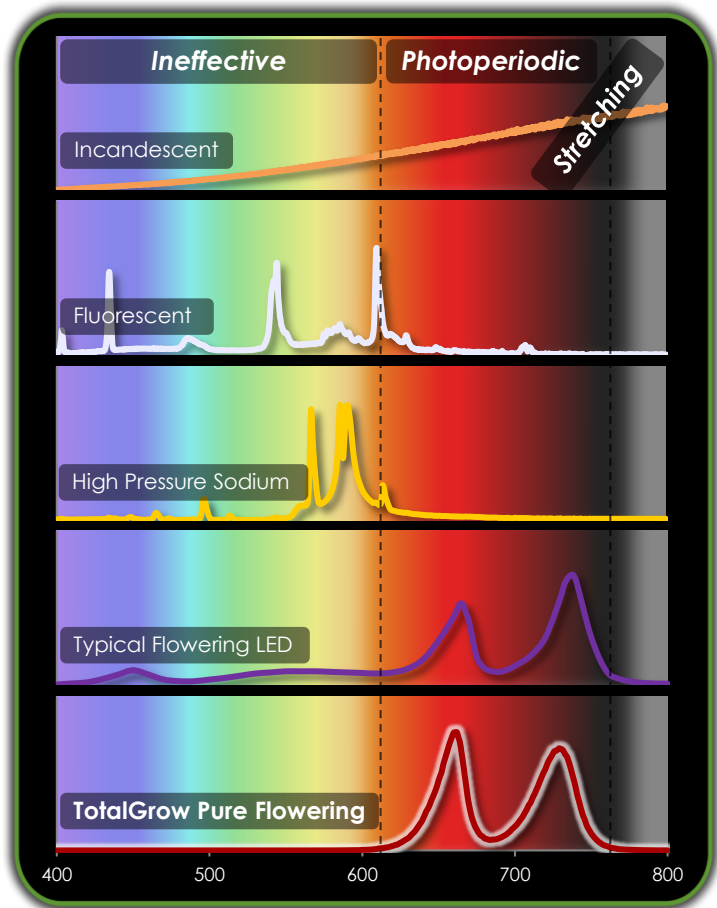 Ineffective
Photoperiodic
Stretching
Incandescent
Fluorescent
High Pressure Sodium
Typical Flowering LED
TotalGrow Pure Flowering
400 500 600 700 800